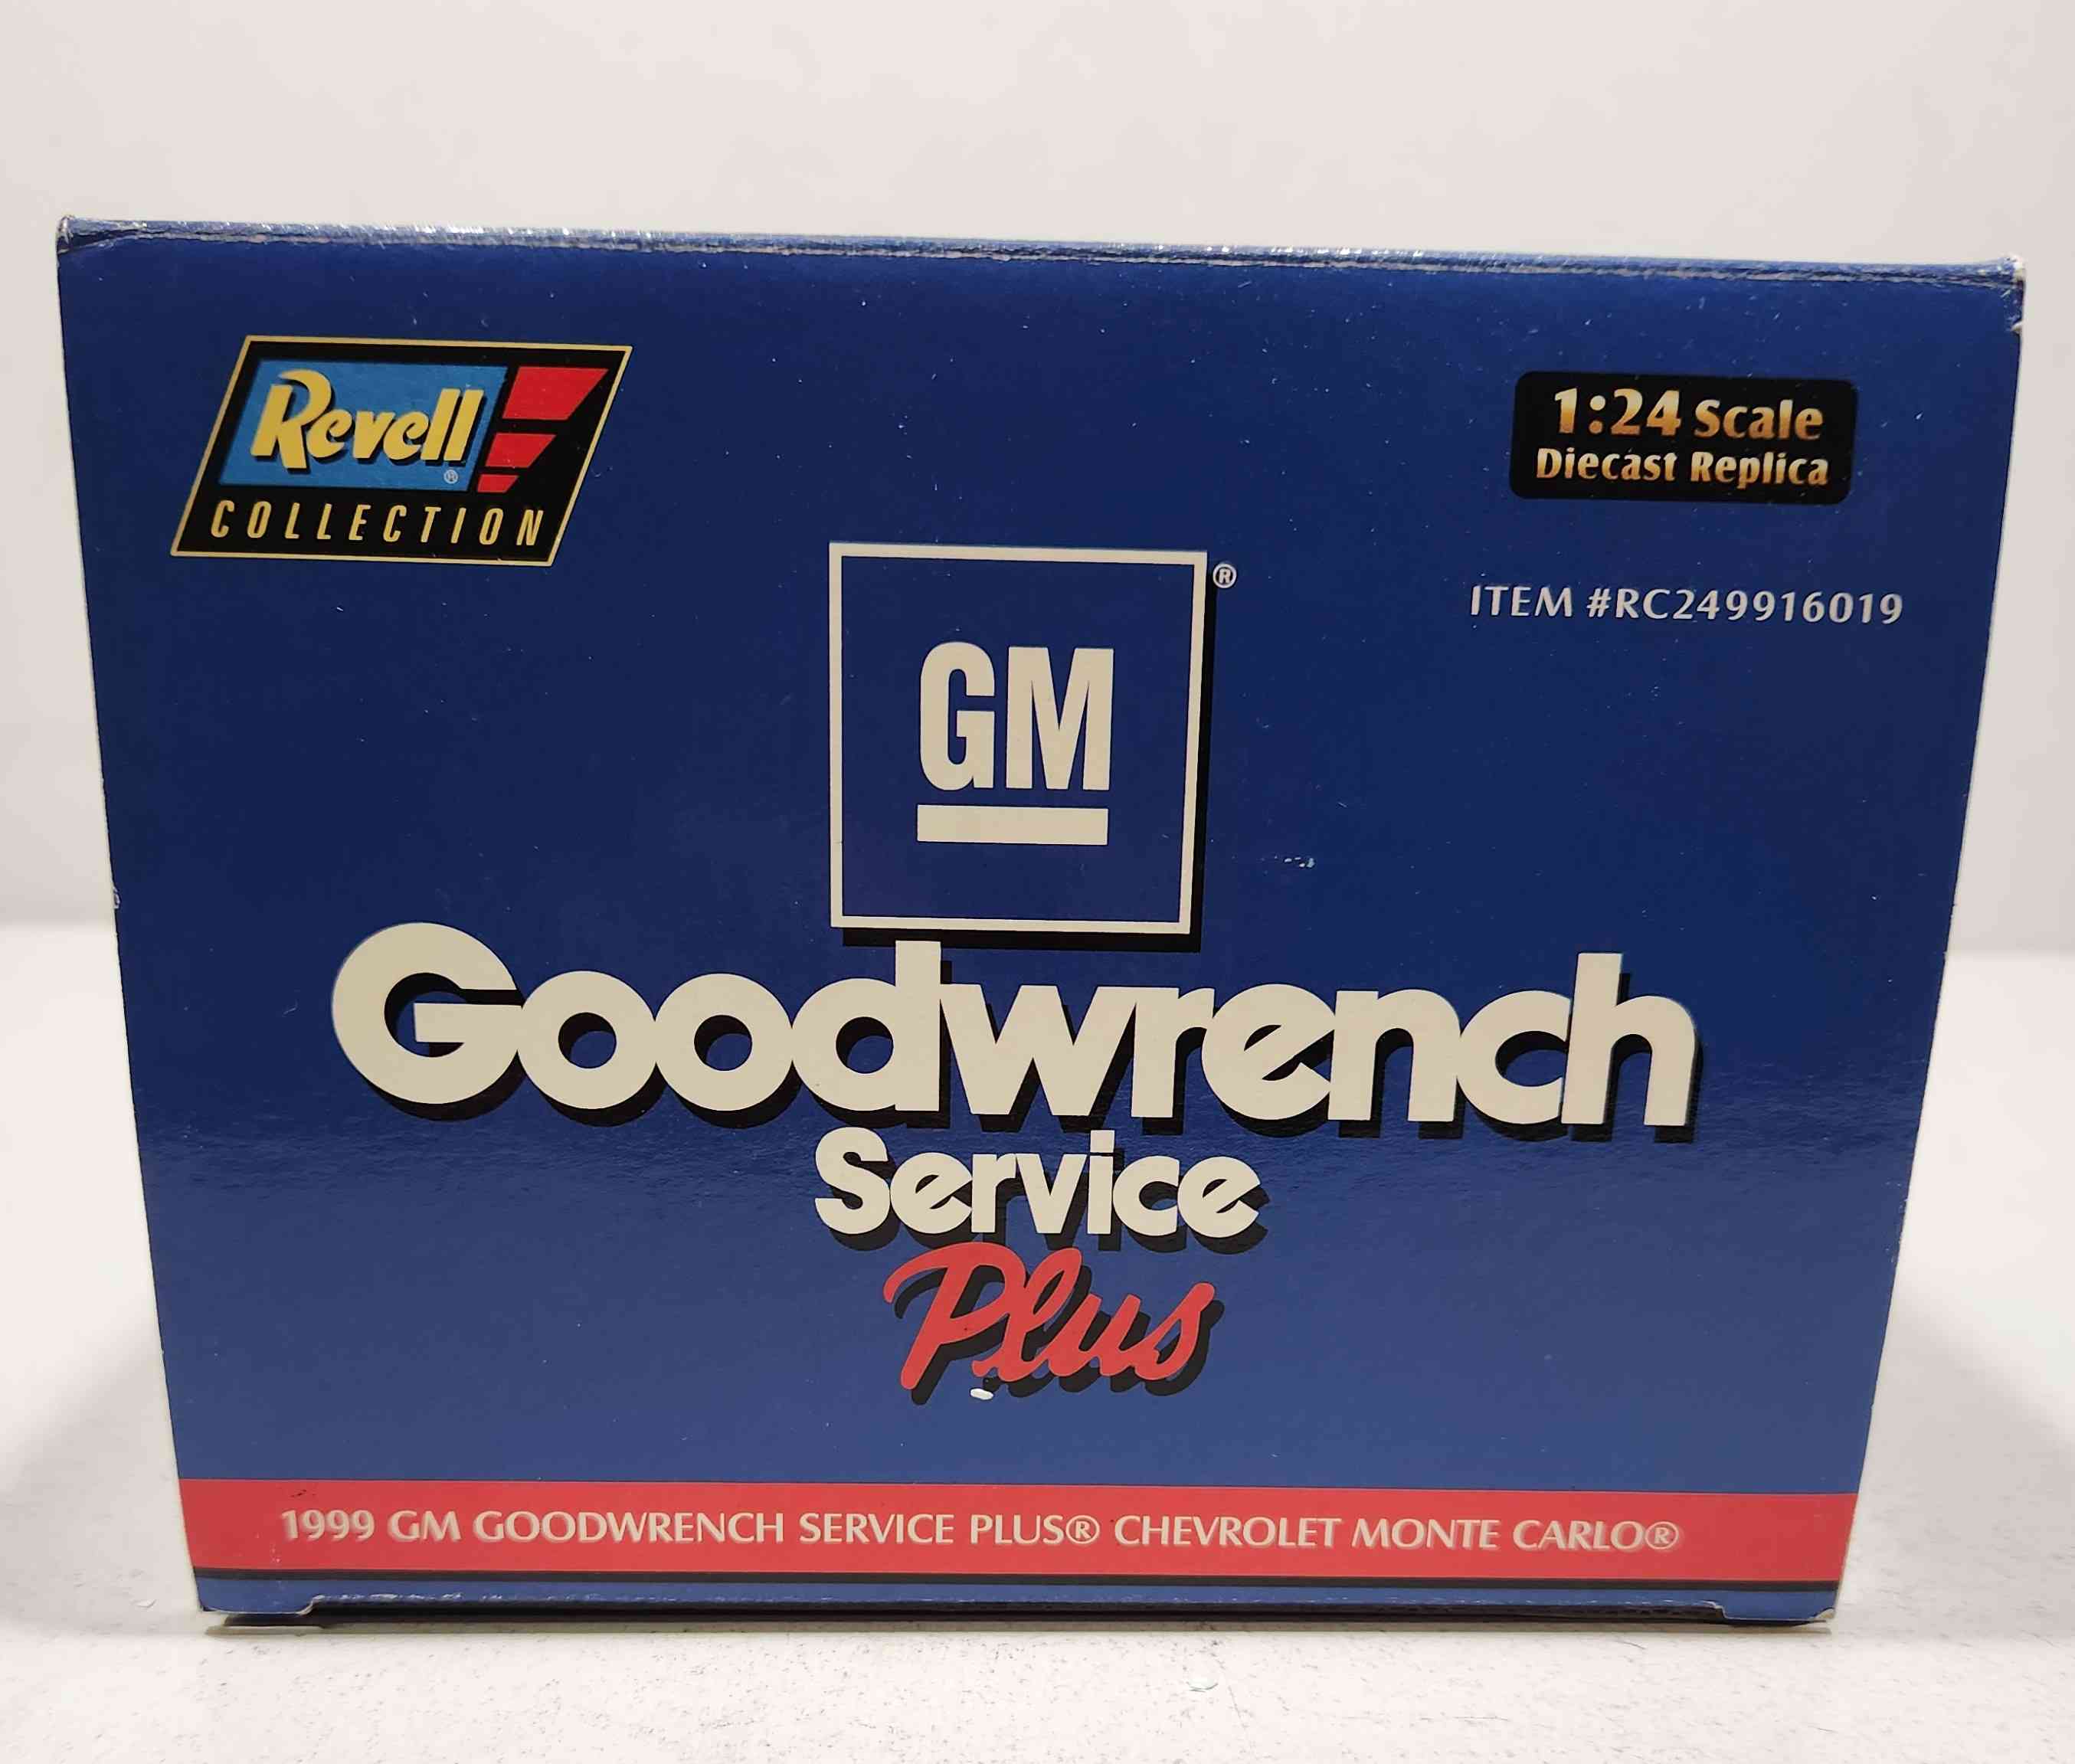 Revell®
COLLECTION
1:24 Scale
Diecast Replica
ITEM #RC249916019
GM®
Goodwrench
Service
Plus
1999 GM GOODWRENCH SERVICE PLUS® CHEVROLET MONTE CARLO®